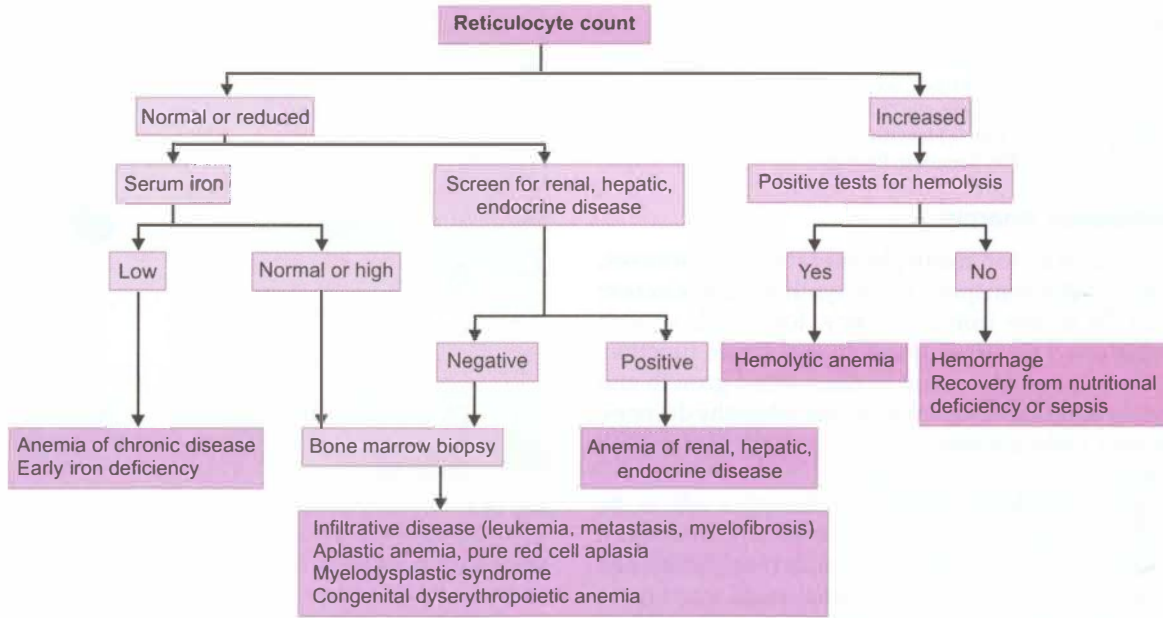 Reticulocyte count
Normal or reduced
Increased
Serum iron
Screen for renal, hepatic,
endocrine disease
Positive tests for hemolysis
Low
Normal or high
Yes
No
Negative
Positive
Hemolytic anemia
Hemorrhage
Recovery from nutritional
deficiency or sepsis
Anemia of chronic disease
Early iron deficiency
Bone marrow biopsy
Anemia of renal, hepatic,
endocrine disease
Infiltrative disease (leukemia, metastasis, myelofibrosis)
Aplastic anemia, pure red cell aplasia
Myelodysplastic syndrome
Congenital dyserythropoietic anemia